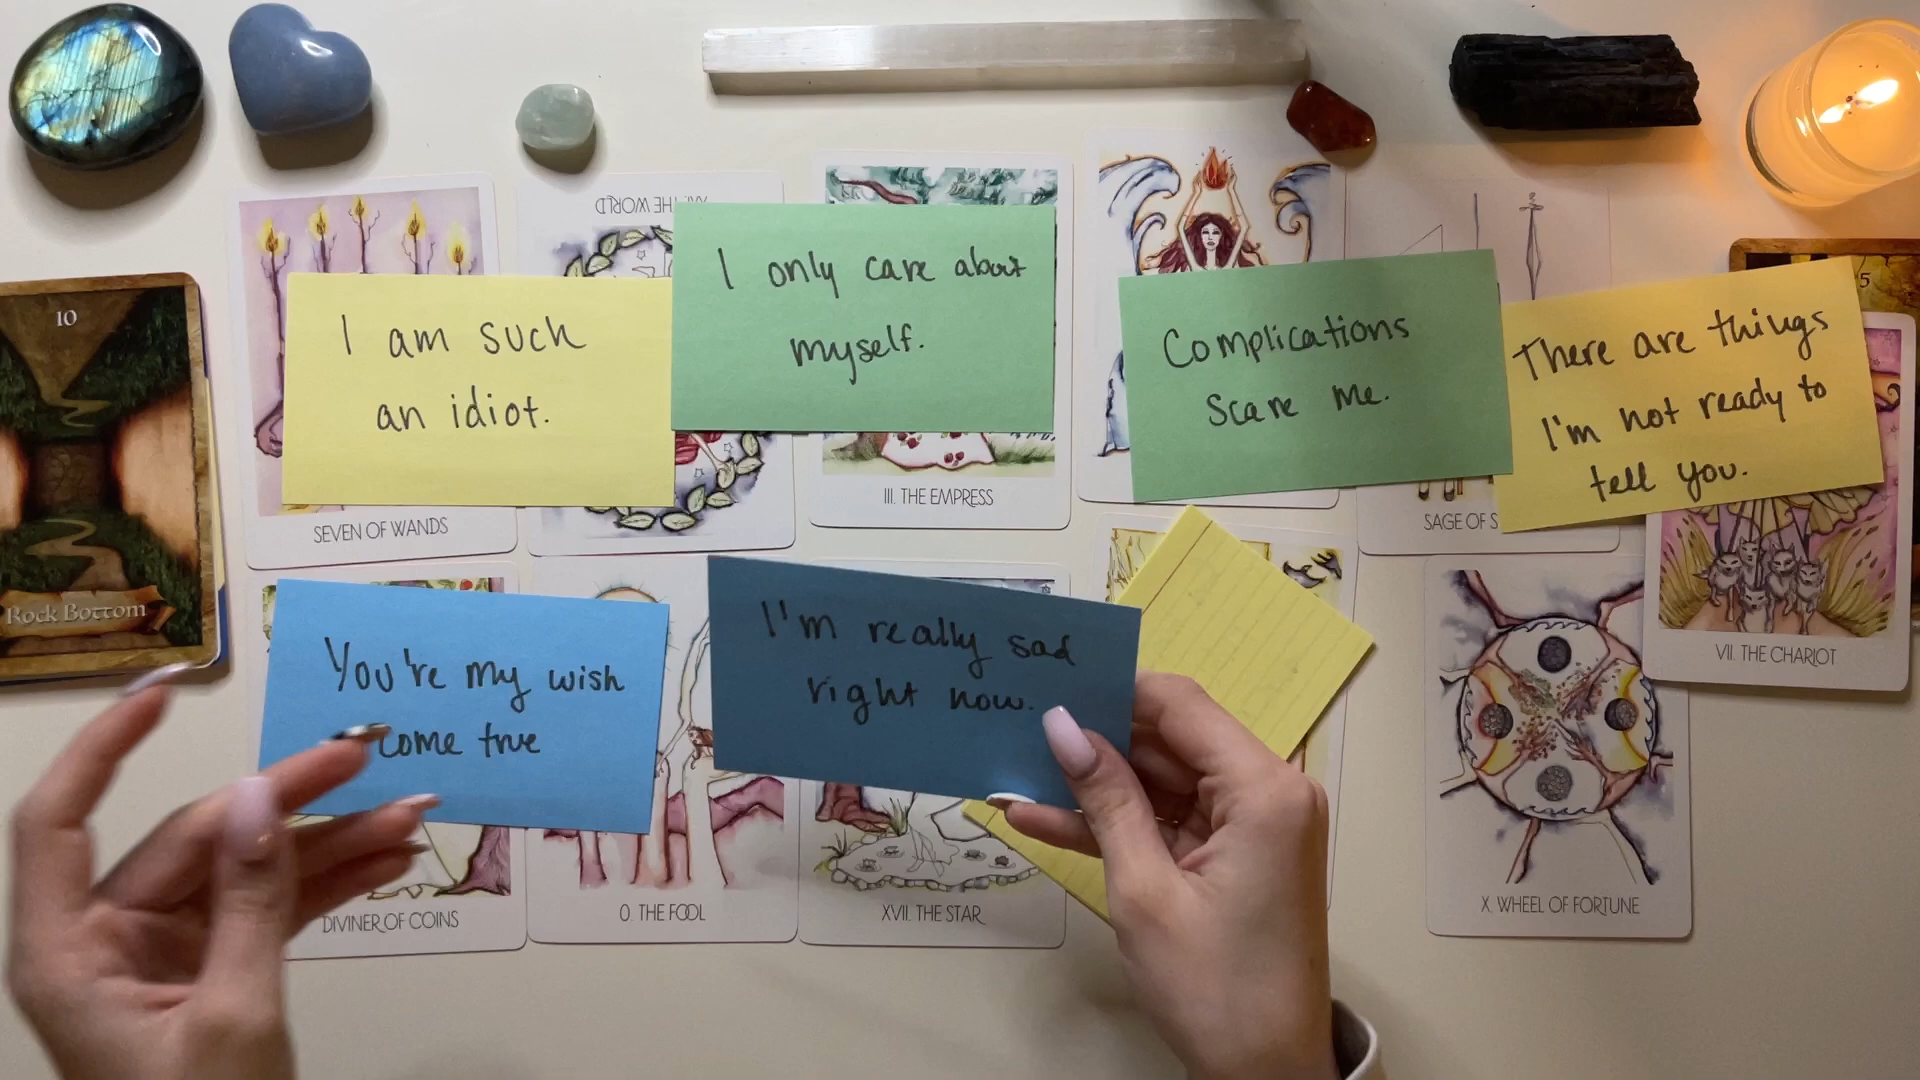 10
Rock Bottom
SEVEN OF WANDS
THE WORLD
I am such
an idiot.
I only care about
myself.
III. THE EMPRESS
Complications
scare me.
SAGE OF S
5
There are things
I'm not ready to
tell you.
VII. THE CHARIOT
You're my wish
come true
DIVINER OF COINS
0. THE FOOL
I'm really sad
right now.
XVII. THE STAR
X. WHEEL OF FORTUNE